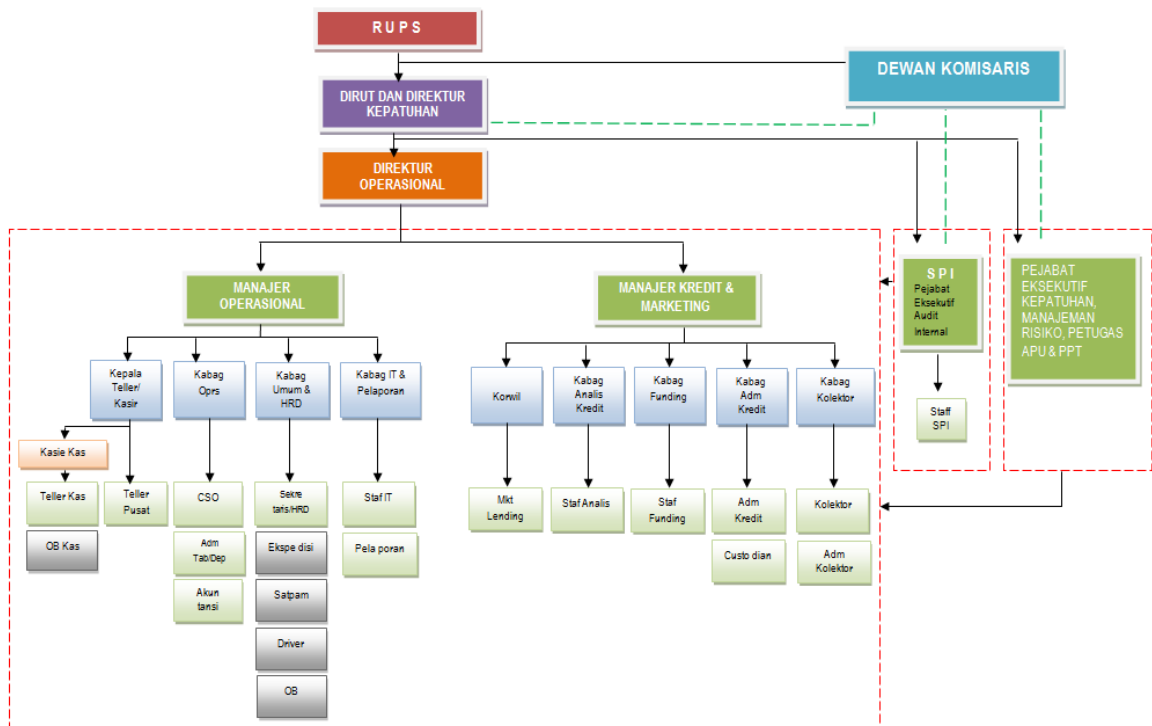 R U P S
DEWAN KOMISARIS
DIRUT DAN DIREKTUR
KEPATUHAN
DIREKTUR
OPERASIONAL
MANAJER
OPERASIONAL
MANAJER KREDIT &
MARKETING
S P I
Pejabat
Eksekutif
Audit
Internal
PEJABAT
EKSEKUTIF
KEPATUHAN,
MANAJEMAN
RISIKO, PETUGAS
APU & PPT
Kepala
Teller/
Kasir
Kabag
Oprs
Kabag
Umum &
HRD
Kabag IT &
Pelaporan
Korwil
Kabag
Analis
Kredit
Kabag
Funding
Kabag
Adm
Kredit
Kabag
Kolektor
Staff
SPI
Kasie Kas
Teller Kas
Teller
Pusat
CSO
Sekre
taris/HRD
Staf IT
Mkt
Lending
Staf Analis
Staf
Funding
Adm
Kredit
Kolektor
OB Kas
Adm
Tab/Dep
Ekspe disi
Pela poran
Custo dian
Adm
Kolektor
Akun
tansi
Satpam
Driver
OB